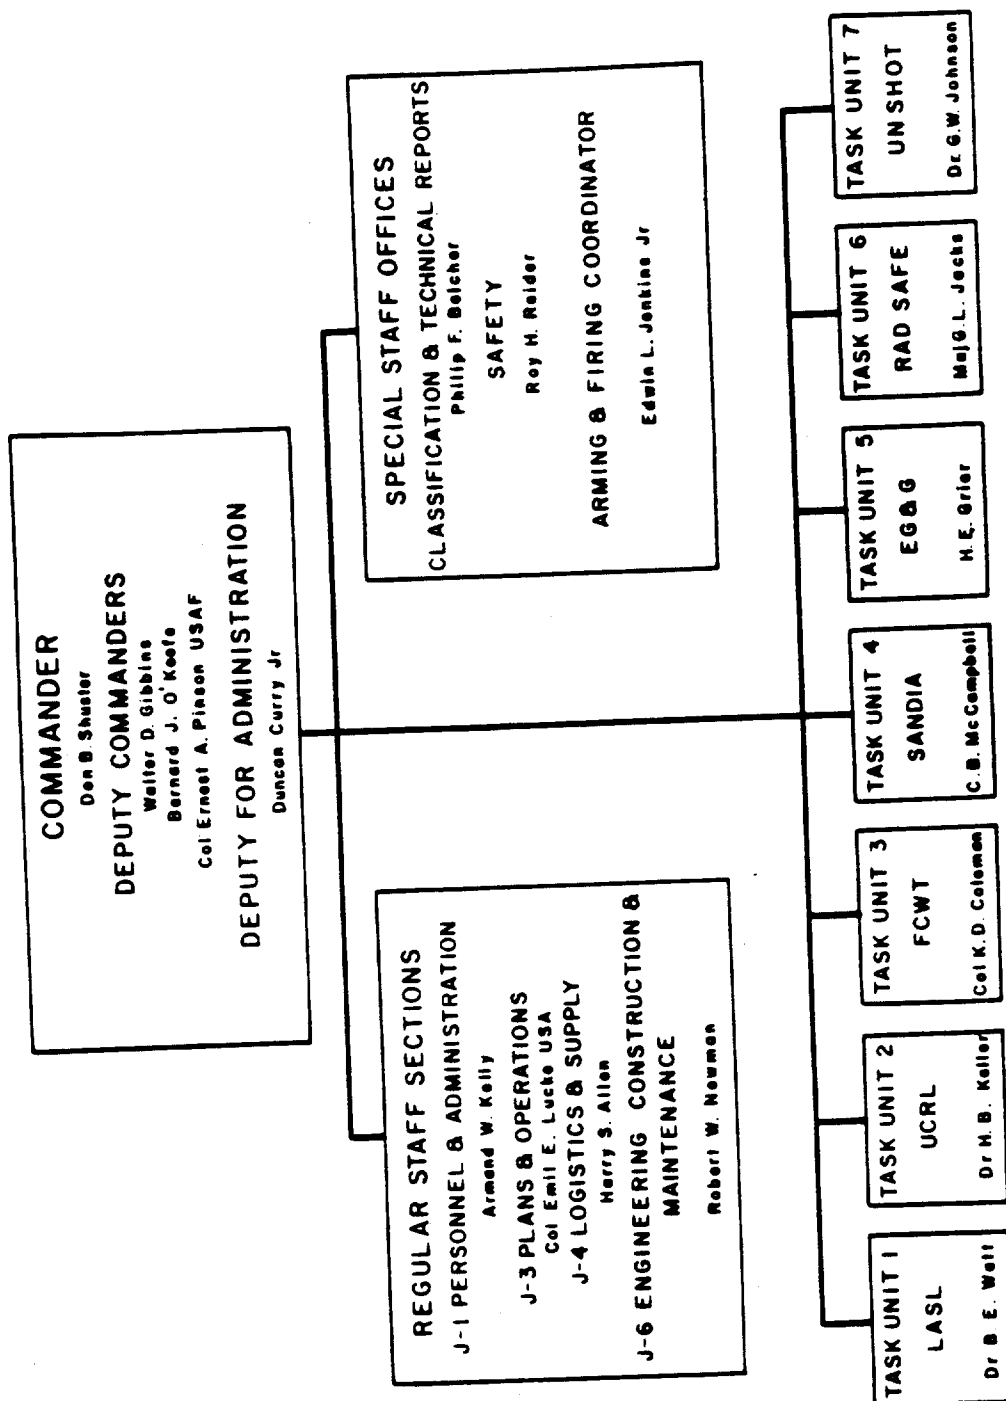 COMMANDER
Don B. Shuster
DEPUTY COMMANDERS
Walter D. Gibbins
Bernard J. O'Keefe
Col Ernest A. Pinson USAF
DEPUTY FOR ADMINISTRATION
Duncan Curry Jr
REGULAR STAFF SECTIONS
J-1 PERSONNEL & ADMINISTRATION
Armand W. Kelly
J-3 PLANS & OPERATIONS
Col Emil E. Lucke USA
J-4 LOGISTICS & SUPPLY
Harry S. Allen
J-6 ENGINEERING CONSTRUCTION &
MAINTENANCE
Robert W. Newman
SPECIAL STAFF OFFICES
CLASSIFICATION & TECHNICAL REPORTS
Philip F. Belcher
SAFETY
Roy H. Reider
ARMING & FIRING COORDINATOR
Edwin L. Jenkins Jr
TASK UNIT 1
LASL
Dr B E. Watt
TASK UNIT 2
UCRL
Dr H. B. Keller
TASK UNIT 3
FCWT
Col K. D. Coleman
TASK UNIT 4
SANDIA
C. B. McCampbell
TASK UNIT 5
EG&G
H. E. Grier
TASK UNIT 6
RAD SAFE
Maj G. L. Jacks
TASK UNIT 7
UN SHOT
Dr. G.W. Johnson